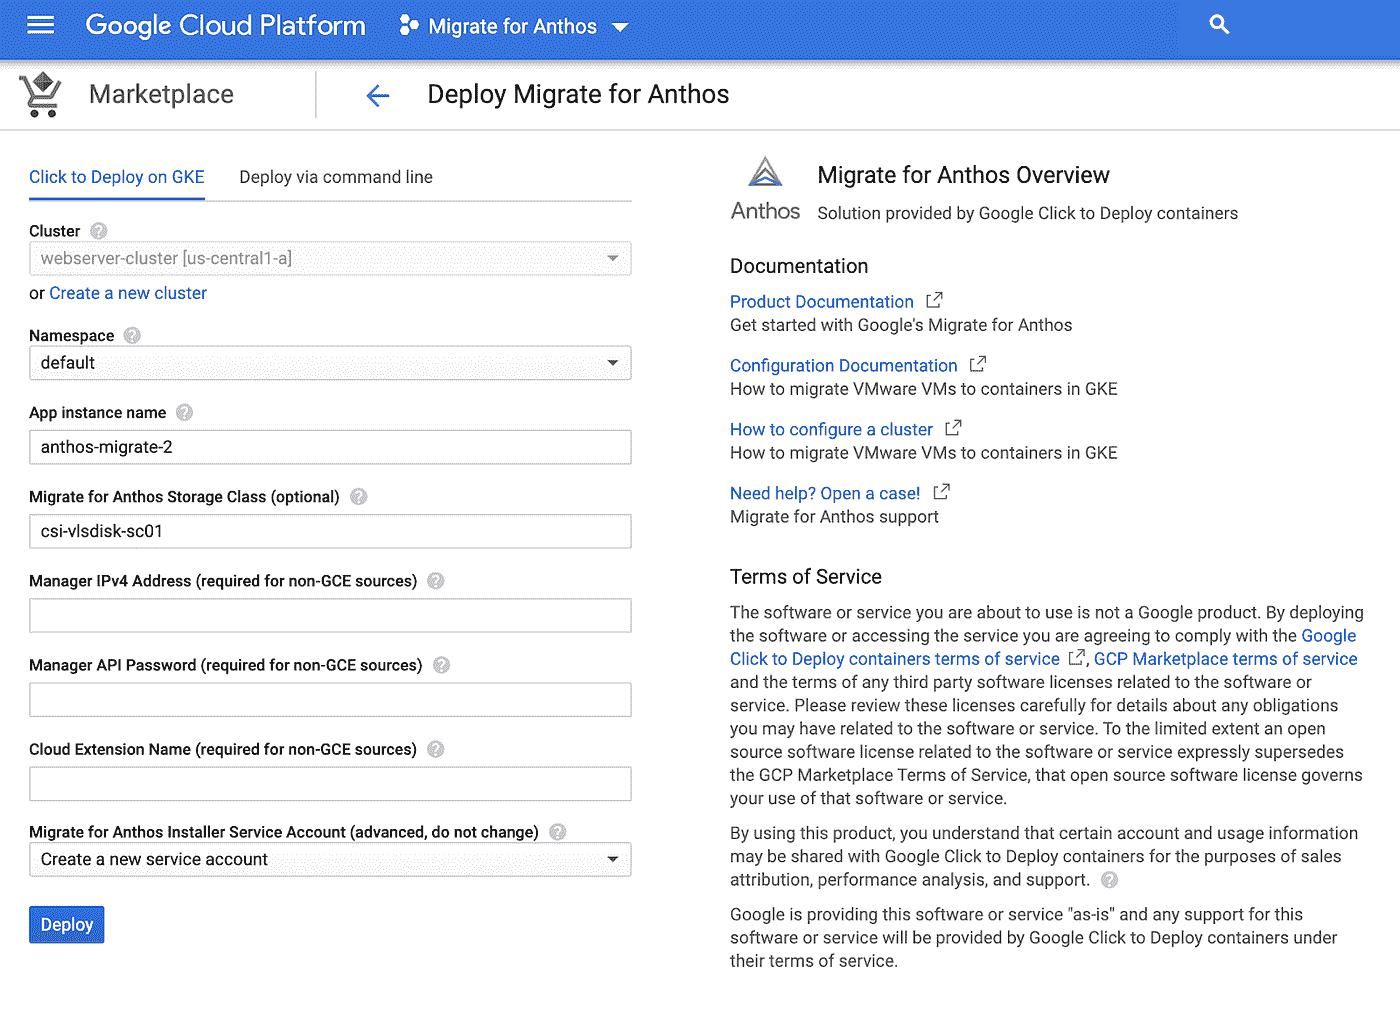 Google Cloud Platform
Migrate for Anthos
Marketplace
Deploy Migrate for Anthos
Click to Deploy on GKE
Deploy via command line
Cluster
webserver-cluster [us-central1-a]
or Create a new cluster
Namespace
default
App instance name
anthos-migrate-2
Migrate for Anthos Storage Class (optional)
csi-vlsdisk-sc01
Manager IPv4 Address (required for non-GCE sources)
Manager API Password (required for non-GCE sources)
Cloud Extension Name (required for non-GCE sources)
Migrate for Anthos Installer Service Account (advanced, do not change)
Create a new service account
Deploy
Anthos
Migrate for Anthos Overview
Solution provided by Google Click to Deploy containers
Documentation
Product Documentation
Get started with Google's Migrate for Anthos
Configuration Documentation
How to migrate VMware VMs to containers in GKE
How to configure a cluster
How to migrate VMware VMs to containers in GKE
Need help? Open a case!
Migrate for Anthos support
Terms of Service
The software or service you are about to use is not a Google product. By deploying
the software or accessing the service you are agreeing to comply with the Google
Click to Deploy containers terms of service , GCP Marketplace terms of service
and the terms of any third party software licenses related to the software or
service. Please review these licenses carefully for details about any obligations
you may have related to the software or service. To the limited extent an open
source software license related to the software or service expressly supersedes
the GCP Marketplace Terms of Service, that open source software license governs
your use of that software or service.
By using this product, you understand that certain account and usage information
may be shared with Google Click to Deploy containers for the purposes of sales
attribution, performance analysis, and support.
Google is providing this software or service "as-is" and any support for this
software or service will be provided by Google Click to Deploy containers under
their terms of service.